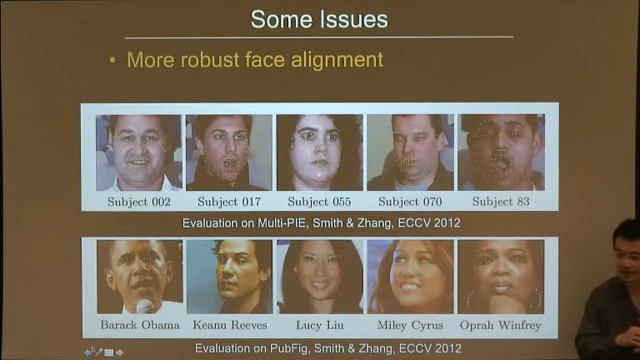 Some Issues
• More robust face alignment
Subject 002 Subject 017 Subject 055 Subject 070 Subject 83
Evaluation on Multi-PIE, Smith & Zhang, ECCV 2012
Barack Obama Keanu Reeves Lucy Liu Miley Cyrus Oprah Winfrey
Evaluation on PubFig, Smith & Zhang, ECCV 2012